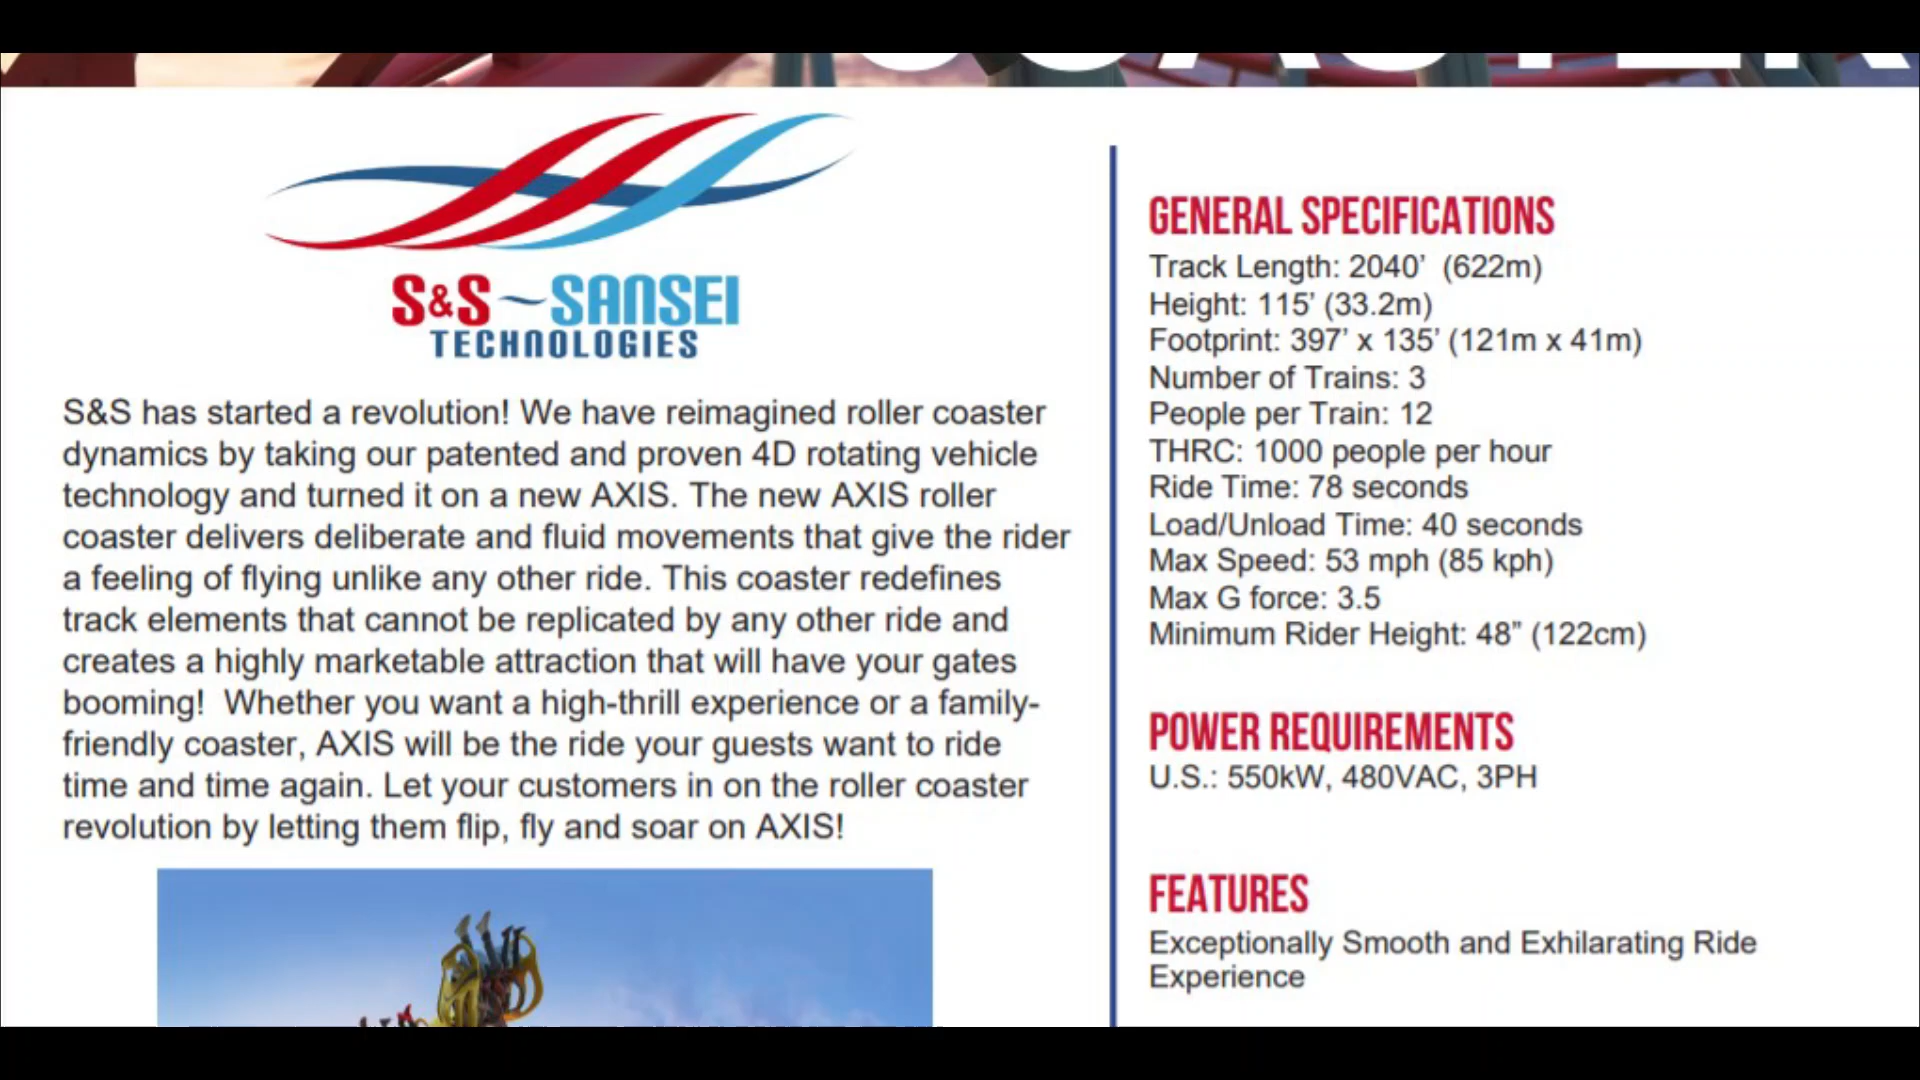 COASTER
S&S ~ SANSEI
TECHNOLOGIES
S&S has started a revolution! We have reimagined roller coaster
dynamics by taking our patented and proven 4D rotating vehicle
technology and turned it on a new AXIS. The new AXIS roller
coaster delivers deliberate and fluid movements that give the rider
a feeling of flying unlike any other ride. This coaster redefines
track elements that cannot be replicated by any other ride and
creates a highly marketable attraction that will have your gates
booming!  Whether you want a high-thrill experience or a family-
friendly coaster, AXIS will be the ride your guests want to ride
time and time again. Let your customers in on the roller coaster
revolution by letting them flip, fly and soar on AXIS!
GENERAL SPECIFICATIONS
Track Length: 2040’  (622m)
Height: 115’ (33.2m)
Footprint: 397’ x 135’ (121m x 41m)
Number of Trains: 3
People per Train: 12
THRC: 1000 people per hour
Ride Time: 78 seconds
Load/Unload Time: 40 seconds
Max Speed: 53 mph (85 kph)
Max G force: 3.5
Minimum Rider Height: 48” (122cm)
POWER REQUIREMENTS
U.S.: 550kW, 480VAC, 3PH
FEATURES
Exceptionally Smooth and Exhilarating Ride
Experience